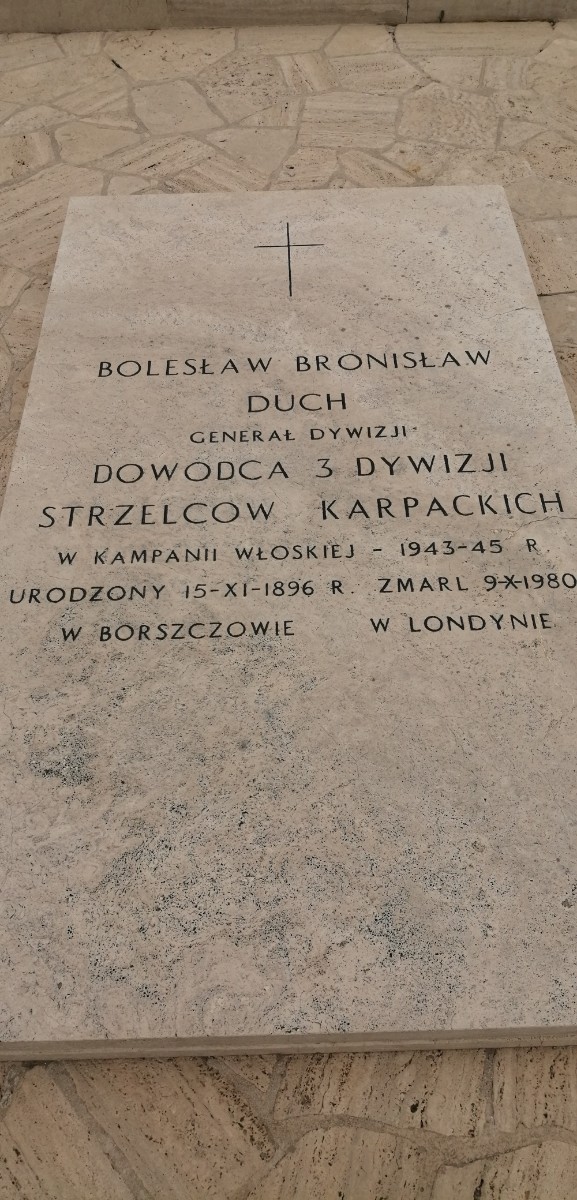 BOLESŁAW BRONISŁAW
DUCH
GENERAŁ DYWIZJI
DOWODCA 3 DYWIZJI
STRZELCOW KARPACKICH
W KAMPANII WŁOSKIEJ - 1943-45 R.
URODZONY 15-XI-1896 R. ZMARL 9-X-1980
W BORSZCZOWIE W LONDYNIE